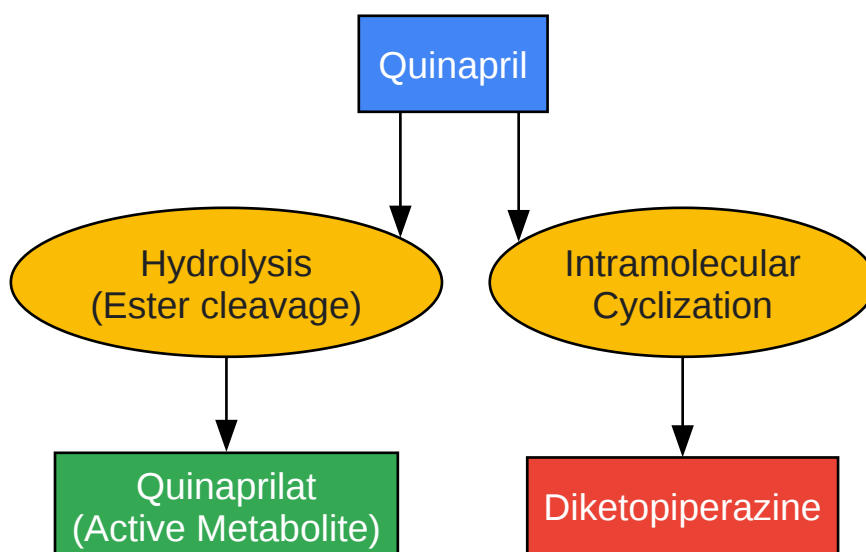 Quinapril
Hydrolysis
(Ester cleavage)
Intramolecular
Cyclization
Quinaprilat
(Active Metabolite)
Diketopiperazine